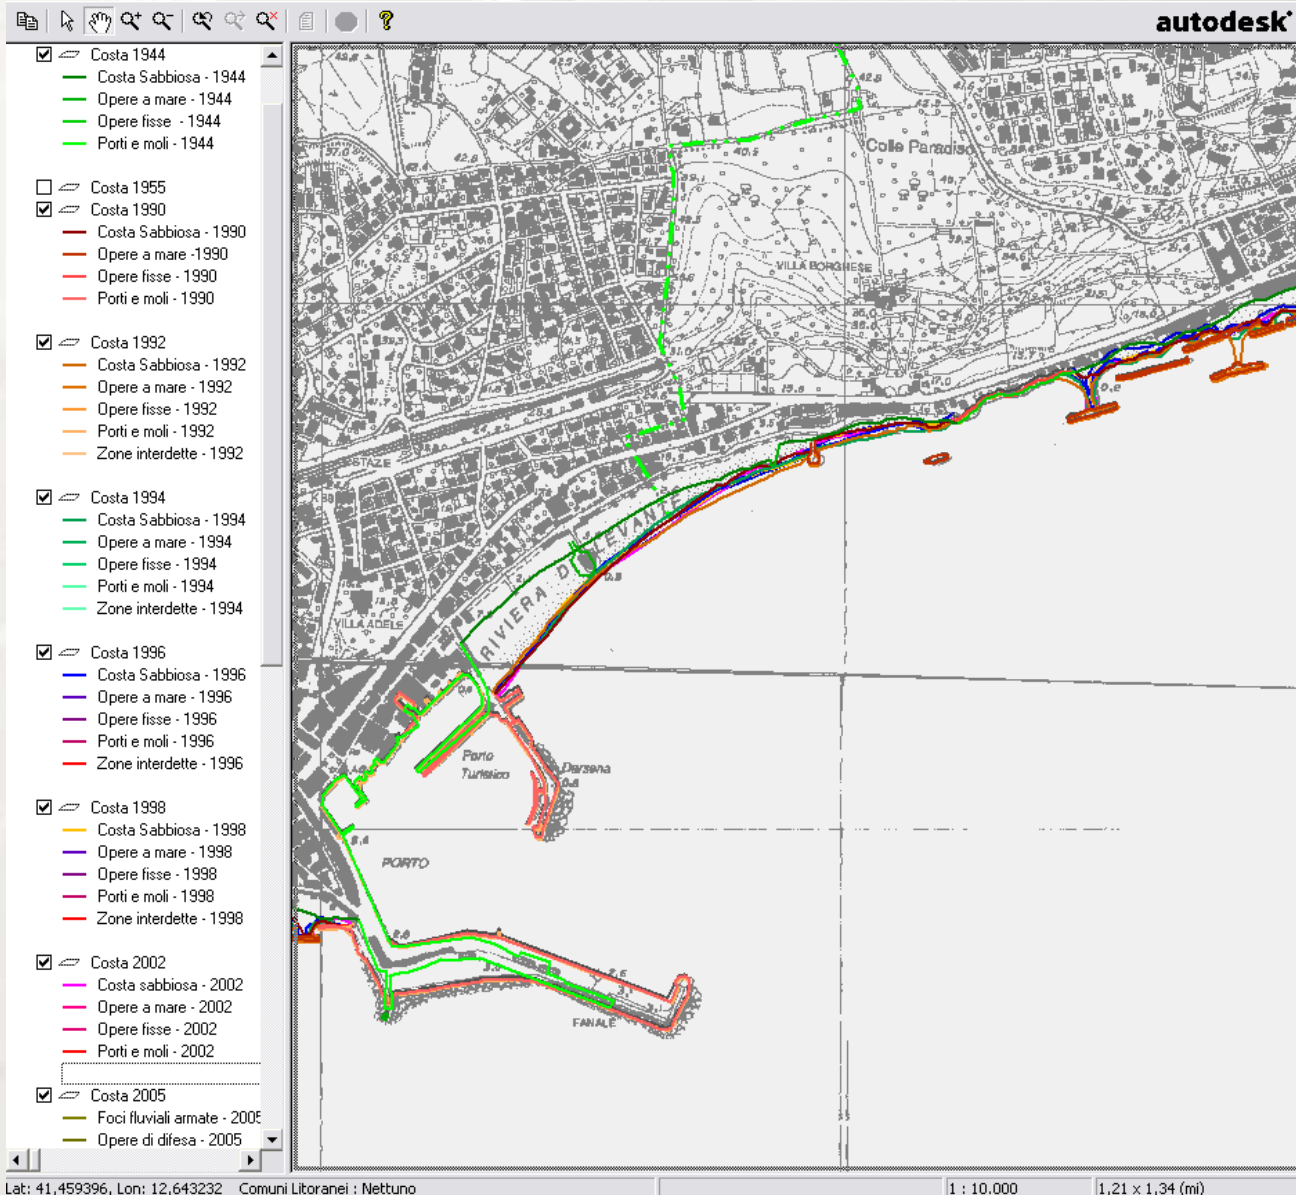 autodesk
Costa 1944
Costa Sabbiosa - 1944
Opere a mare - 1944
Opere fisse - 1944
Porti e moli - 1944
Costa 1955
Costa 1990
Costa Sabbiosa - 1990
Opere a mare -1990
Opere fisse - 1990
Porti e moli - 1990
Costa 1992
Costa Sabbiosa - 1992
Opere a mare - 1992
Opere fisse - 1992
Porti e moli - 1992
Zone interdette - 1992
Costa 1994
Costa Sabbiosa - 1994
Opere a mare - 1994
Opere fisse - 1994
Porti e moli - 1994
Zone interdette - 1994
Costa 1996
Costa Sabbiosa - 1996
Opere a mare - 1996
Opere fisse - 1996
Porti e moli - 1996
Zone interdette - 1996
Costa 1998
Costa Sabbiosa - 1998
Opere a mare - 1998
Opere fisse - 1998
Porti e moli - 1998
Zone interdette - 1998
Costa 2002
Costa sabbiosa - 2002
Opere a mare - 2002
Opere fisse - 2002
Porti e moli - 2002
Costa 2005
Foci fluviali armate - 2005
Opere di difesa - 2005
Colle Paradiso
VILLA BORGHESE
STAZ.E
RIVIERA DI LEVANTE
VILLA ADELE
Porto
Turistico
Darsena
PORTO
FANALE
Lat: 41,459396, Lon: 12,643232 Comuni Litoranei : Nettuno
1 : 10.000
1,21 x 1,34 (mi)